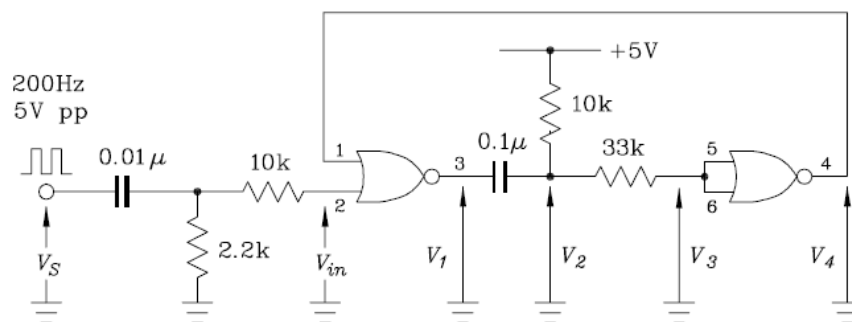 +5V
200Hz
5V pp
10k
0.01μ
10k
1
2
3
0.1μ
33k
5
6
4
2.2k
V_S
V_in
V_1
V_2
V_3
V_4